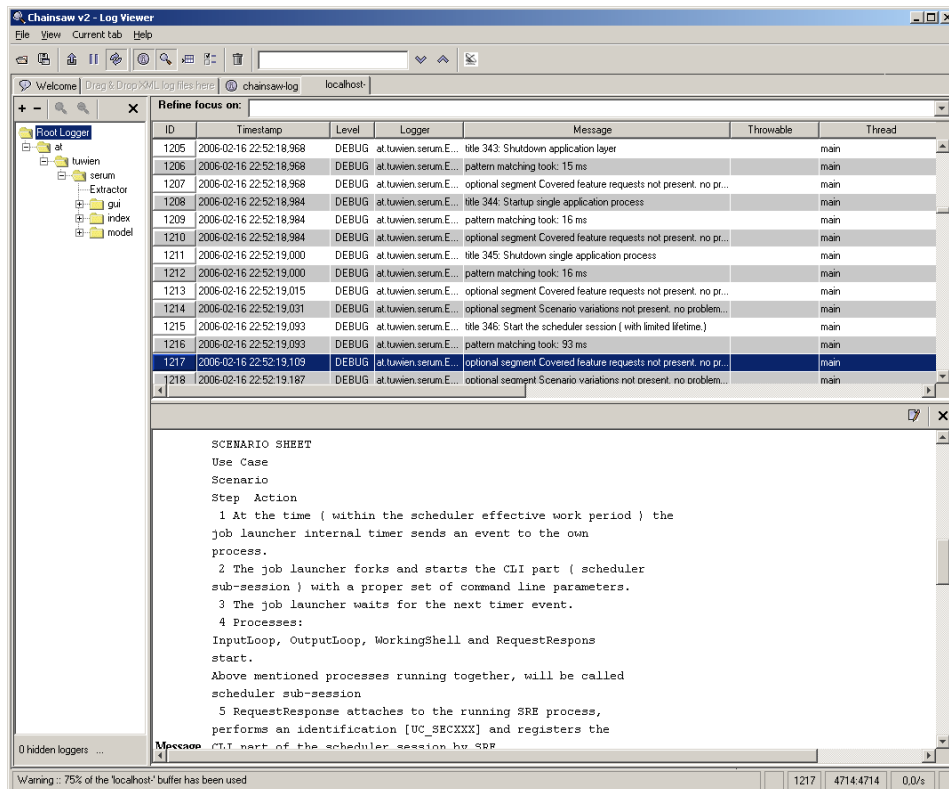 Chainsaw v2 - Log Viewer
File View Current tab Help
Welcome Drag & Drop XML log files here chainsaw-log localhost-
Refine focus on:
Root Logger
at
tuwien
serum
Extractor
gui
index
model
0 hidden loggers ...
ID Timestamp Level Logger Message Throwable Thread
1205 2006-02-16 22:52:18,968 DEBUG at.tuwien.serum.E... title 343: Shutdown application layer main
1206 2006-02-16 22:52:18,968 DEBUG at.tuwien.serum.E... pattern matching took: 15 ms main
1207 2006-02-16 22:52:18,968 DEBUG at.tuwien.serum.E... optional segment Covered feature requests not present. no pr... main
1208 2006-02-16 22:52:18,984 DEBUG at.tuwien.serum.E... title 344: Startup single application process main
1209 2006-02-16 22:52:18,984 DEBUG at.tuwien.serum.E... pattern matching took: 16 ms main
1210 2006-02-16 22:52:18,984 DEBUG at.tuwien.serum.E... optional segment Covered feature requests not present. no pr... main
1211 2006-02-16 22:52:19,000 DEBUG at.tuwien.serum.E... title 345: Shutdown single application process main
1212 2006-02-16 22:52:19,000 DEBUG at.tuwien.serum.E... pattern matching took: 16 ms main
1213 2006-02-16 22:52:19,015 DEBUG at.tuwien.serum.E... optional segment Covered feature requests not present. no pr... main
1214 2006-02-16 22:52:19,031 DEBUG at.tuwien.serum.E... optional segment Scenario variations not present. no problem... main
1215 2006-02-16 22:52:19,093 DEBUG at.tuwien.serum.E... title 346: Start the scheduler session ( with limited lifetime.) main
1216 2006-02-16 22:52:19,093 DEBUG at.tuwien.serum.E... pattern matching took: 93 ms main
1217 2006-02-16 22:52:19,109 DEBUG at.tuwien.serum.E... optional segment Covered feature requests not present. no pr... main
1218 2006-02-16 22:52:19,187 DEBUG at.tuwien.serum.E... optional segment Scenario variations not present. no problem... main
SCENARIO SHEET
Use Case
Scenario
Step Action
1 At the time ( within the scheduler effective work period ) the
job launcher internal timer sends an event to the own
process.
2 The job launcher forks and starts the CLI part ( scheduler
sub-session ) with a proper set of command line parameters.
3 The job launcher waits for the next timer event.
4 Processes:
InputLoop, OutputLoop, WorkingShell and RequestRespons
start.
Above mentioned processes running together, will be called
scheduler sub-session
5 RequestResponse attaches to the running SRE process,
performs an identification [UC_SECXXX] and registers the
Message CLI part of the scheduler session by SRE
Warning :: 75% of the 'localhost-' buffer has been used 1217 4714:4714 0,0/s